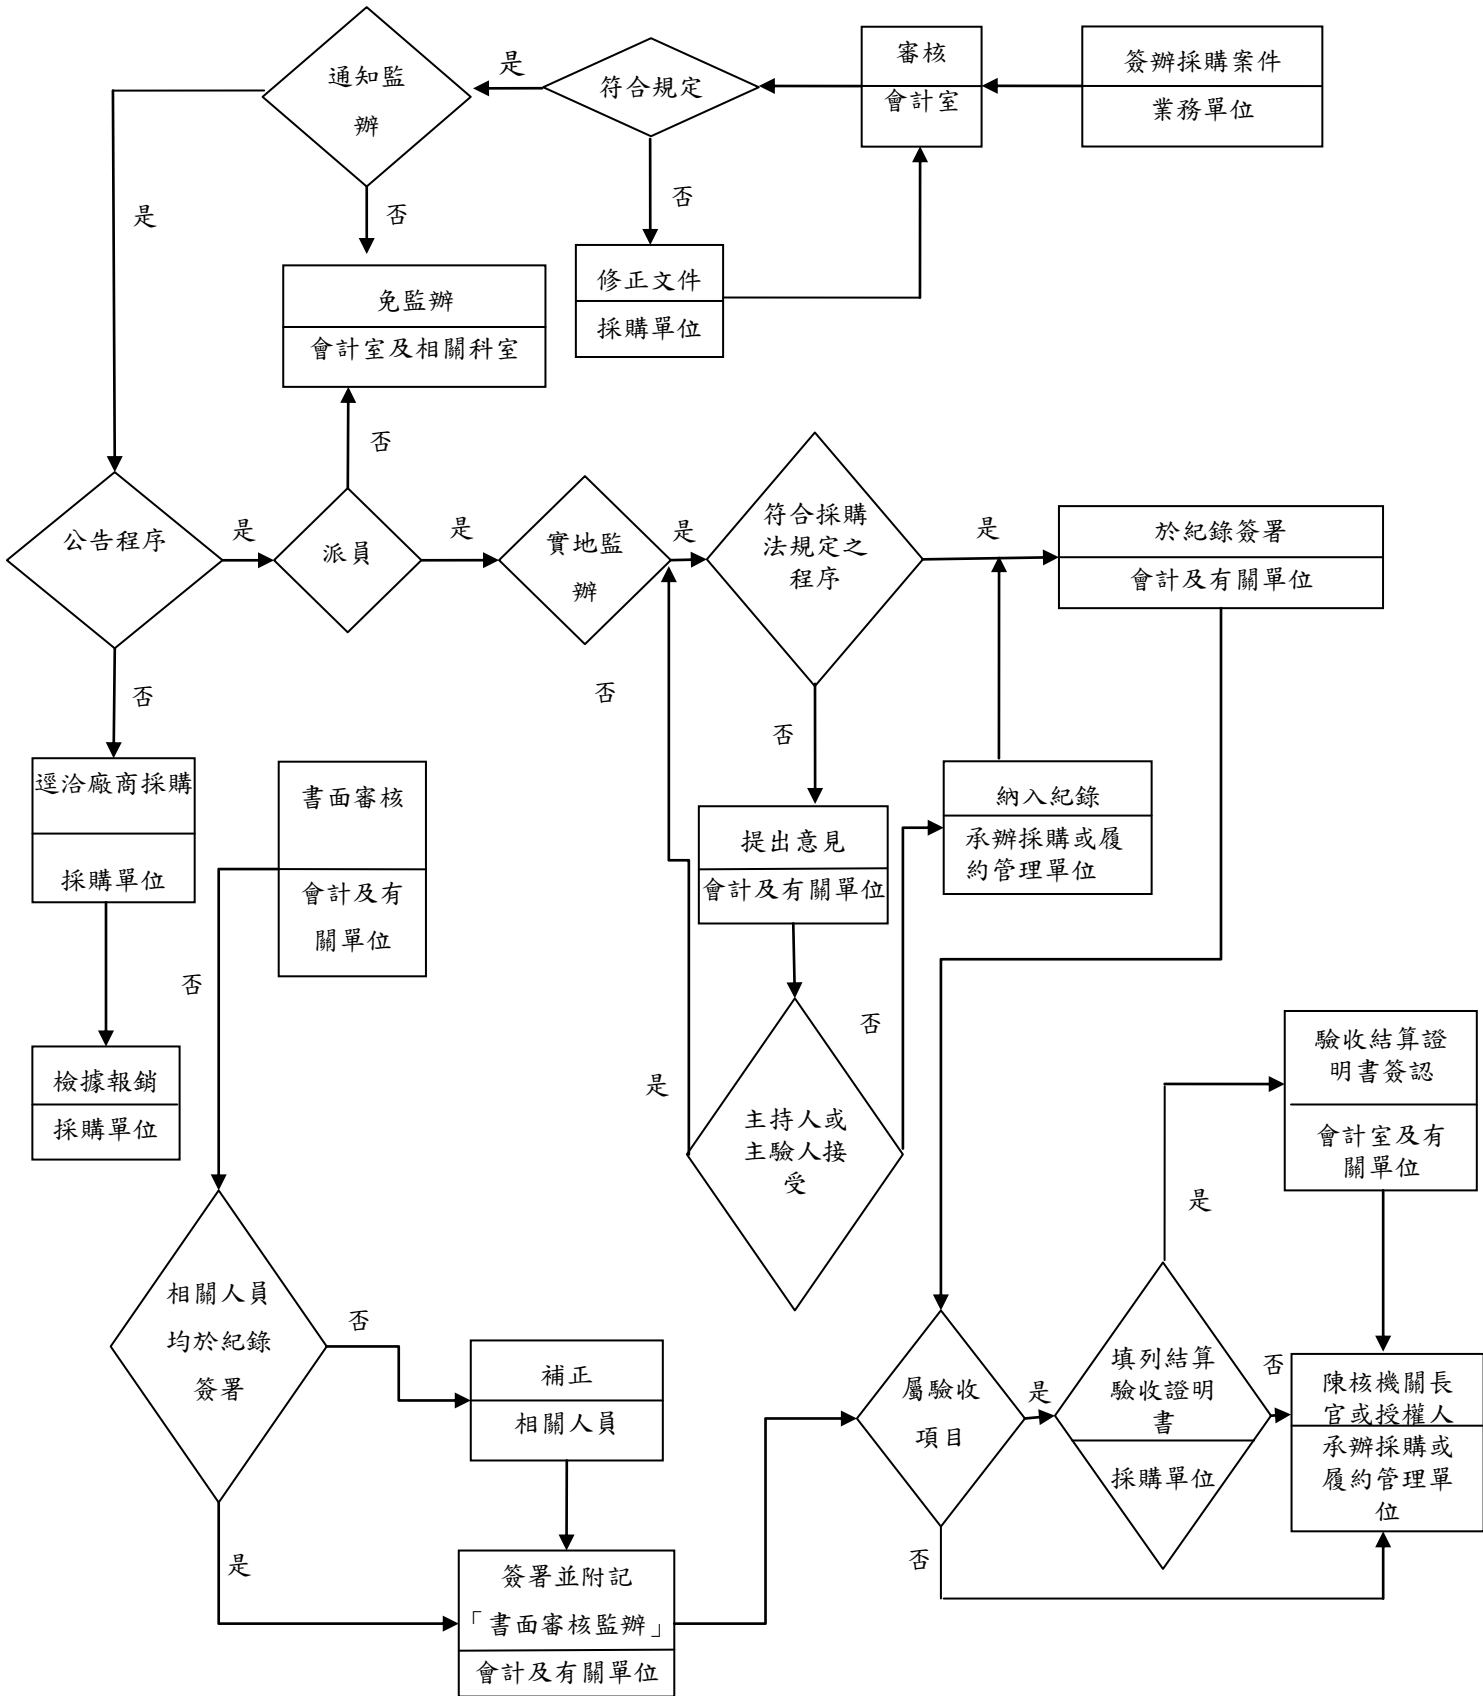 簽辦採購案件
業務單位
審核
會計室
符合規定
是
通知監
辦
否
修正文件
採購單位
是
否
免監辦
會計室及相關科室
否
公告程序
是
派員
是
實地監
辦
是
符合採購
法規定之
程序
是
於紀錄簽署
會計及有關單位
否
逕洽廠商採購
採購單位
檢據報銷
採購單位
否
書面審核
會計及有
關單位
否
否
提出意見
會計及有關單位
納入紀錄
承辦採購或履
約管理單位
是
否
主持人或
主驗人接
受
相關人員
均於紀錄
簽署
否
補正
相關人員
是
簽署並附記
「書面審核監辦」
會計及有關單位
屬驗收
項目
是
否
填列結算
驗收證明
書
採購單位
是
否
驗收結算證
明書簽認
會計室及有
關單位
陳核機關長
官或授權人
承辦採購或
履約管理單
位